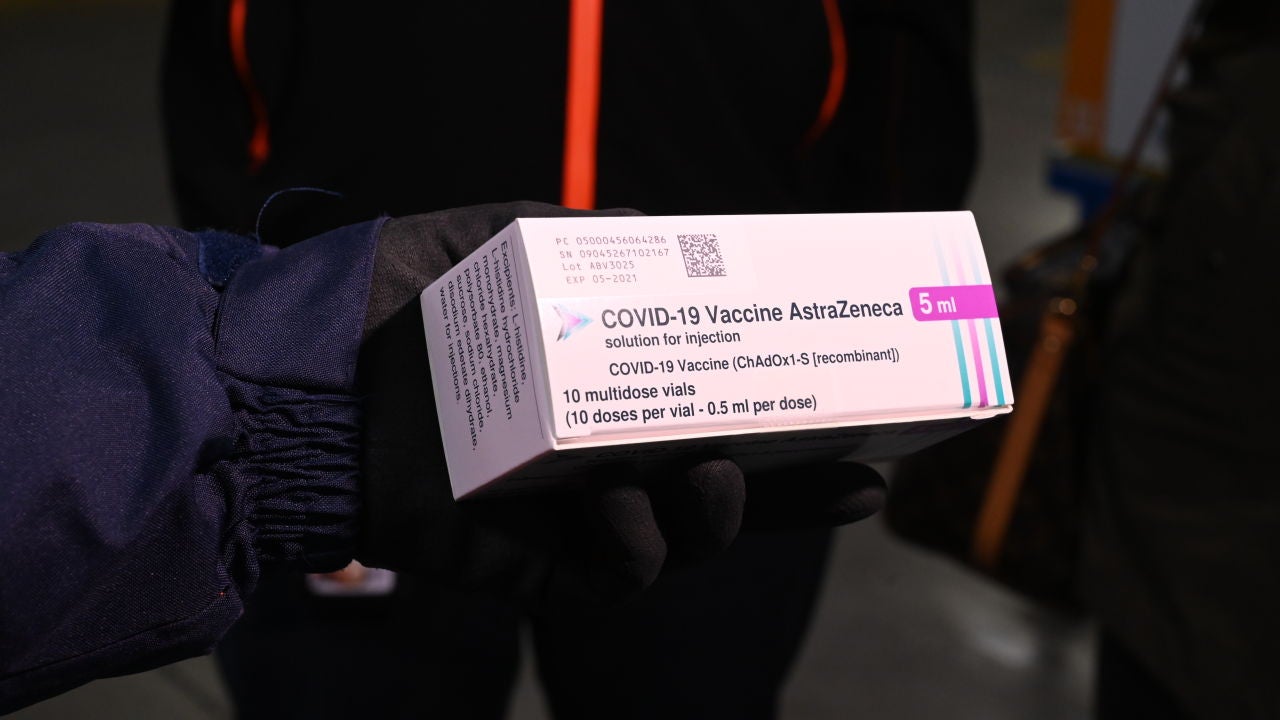 PC 05000456064286
SN 09045267102167
Lot ABV3025
EXP 05-2021
COVID-19 Vaccine AstraZeneca
5 ml
solution for injection
COVID-19 Vaccine (ChAdOx1-S [recombinant])
10 multidose vials
(10 doses per vial - 0.5 ml per dose)
Excipients: L-histidine,
L-histidine hydrochloride
monohydrate, magnesium
chloride hexahydrate,
polysorbate 80, ethanol,
sucrose, sodium chloride,
disodium edetate dihydrate,
water for injections.